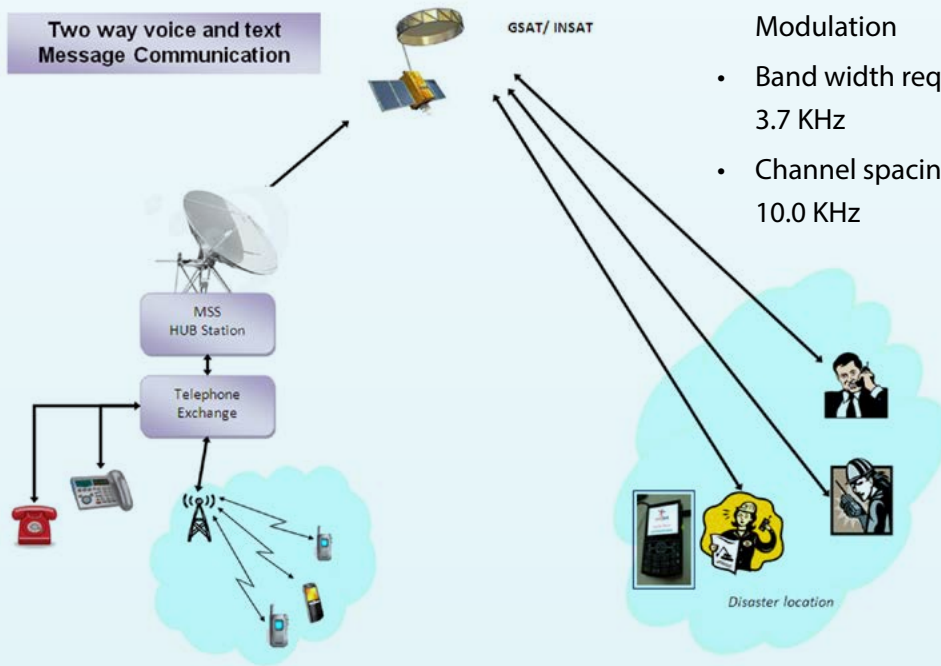 Two way voice and text
Message Communication
GSAT/ INSAT
Modulation
• Band width req
3.7 KHz
• Channel spacin
10.0 KHz
MSS
HUB Station
Telephone
Exchange
Disaster location